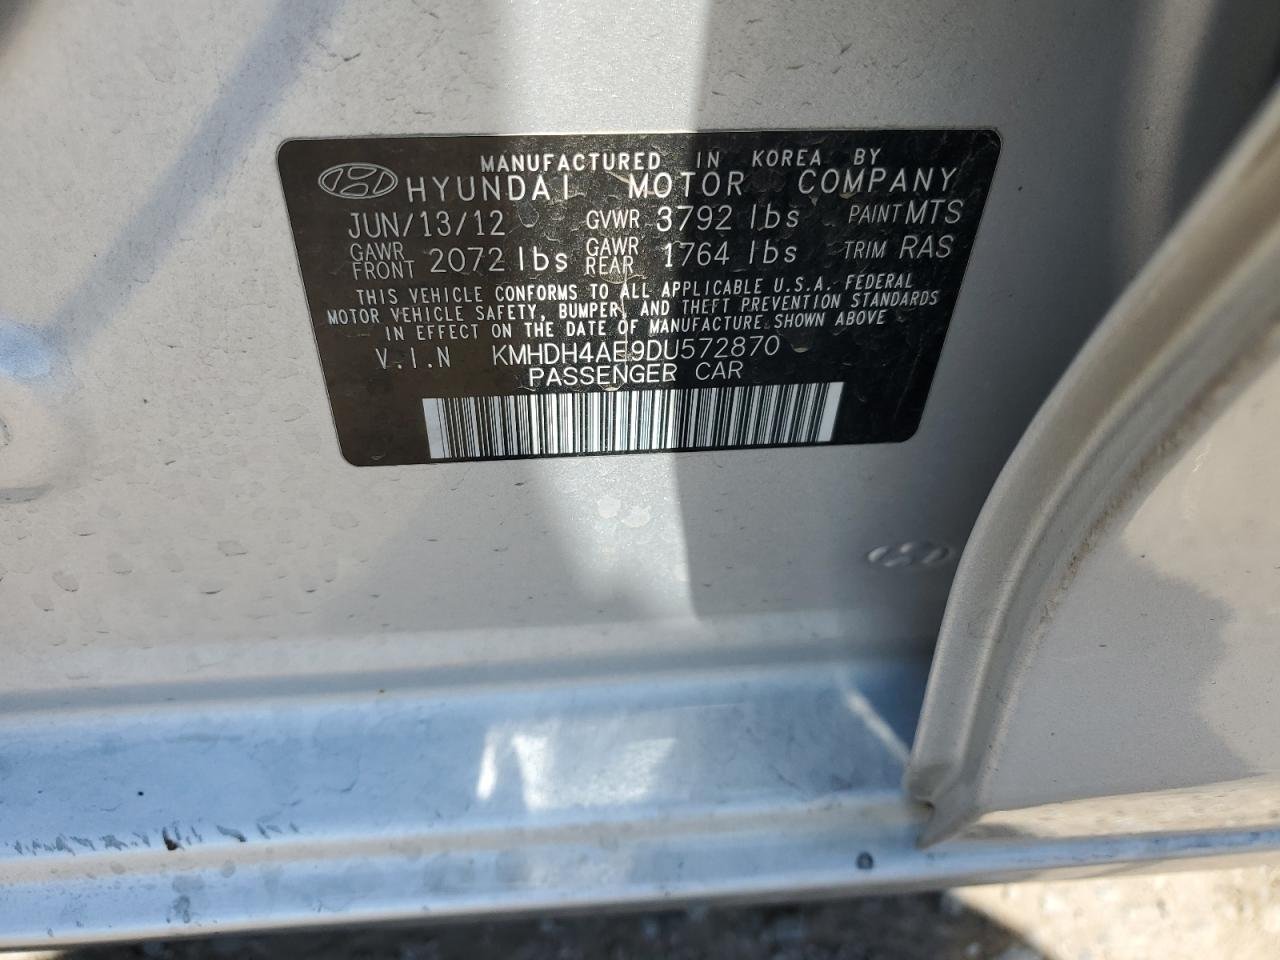 MANUFACTURED IN KOREA BY
HYUNDAI MOTOR COMPANY
JUN/13/12 GVWR 3792 lbs PAINT MTS
GAWR FRONT 2072 lbs GAWR REAR 1764 lbs TRIM RAS
THIS VEHICLE CONFORMS TO ALL APPLICABLE U.S.A. FEDERAL
MOTOR VEHICLE SAFETY, BUMPER, AND THEFT PREVENTION STANDARDS
IN EFFECT ON THE DATE OF MANUFACTURE SHOWN ABOVE
V.I.N KMHDH4AE9DU572870
PASSENGER CAR